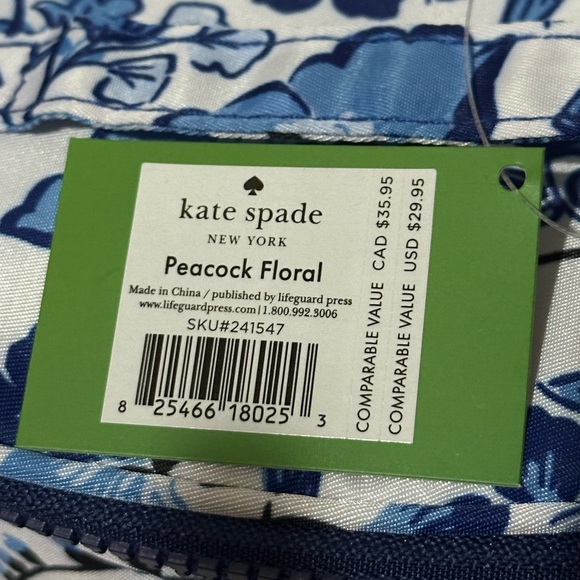 kate spade
NEW YORK
Peacock Floral
Made in China / published by lifeguard press
www.lifeguardpress.com | 1.800.992.3006
SKU#241547
8 25466 18025 3
COMPARABLE VALUE CAD $35.95
COMPARABLE VALUE USD $29.95